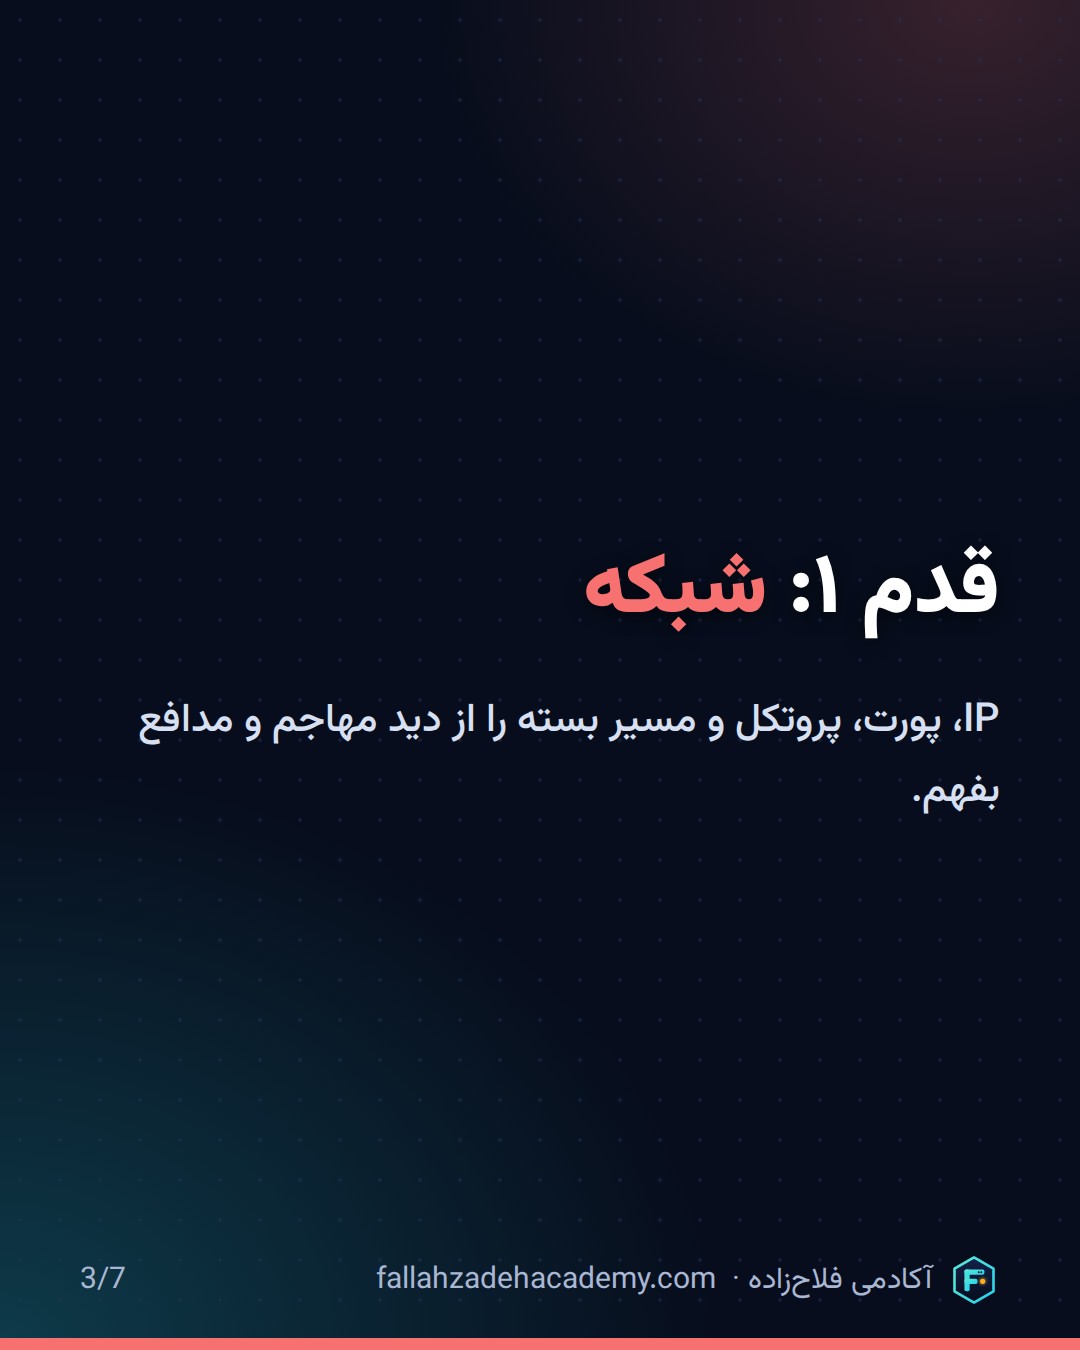 قدم ۱: شبکه
IP، پورت، پروتکل و مسیر بسته را از دید مهاجم و مدافع
بفهم.
آکادمی فلاح‌زاده · fallahzadehacademy.com
3/7